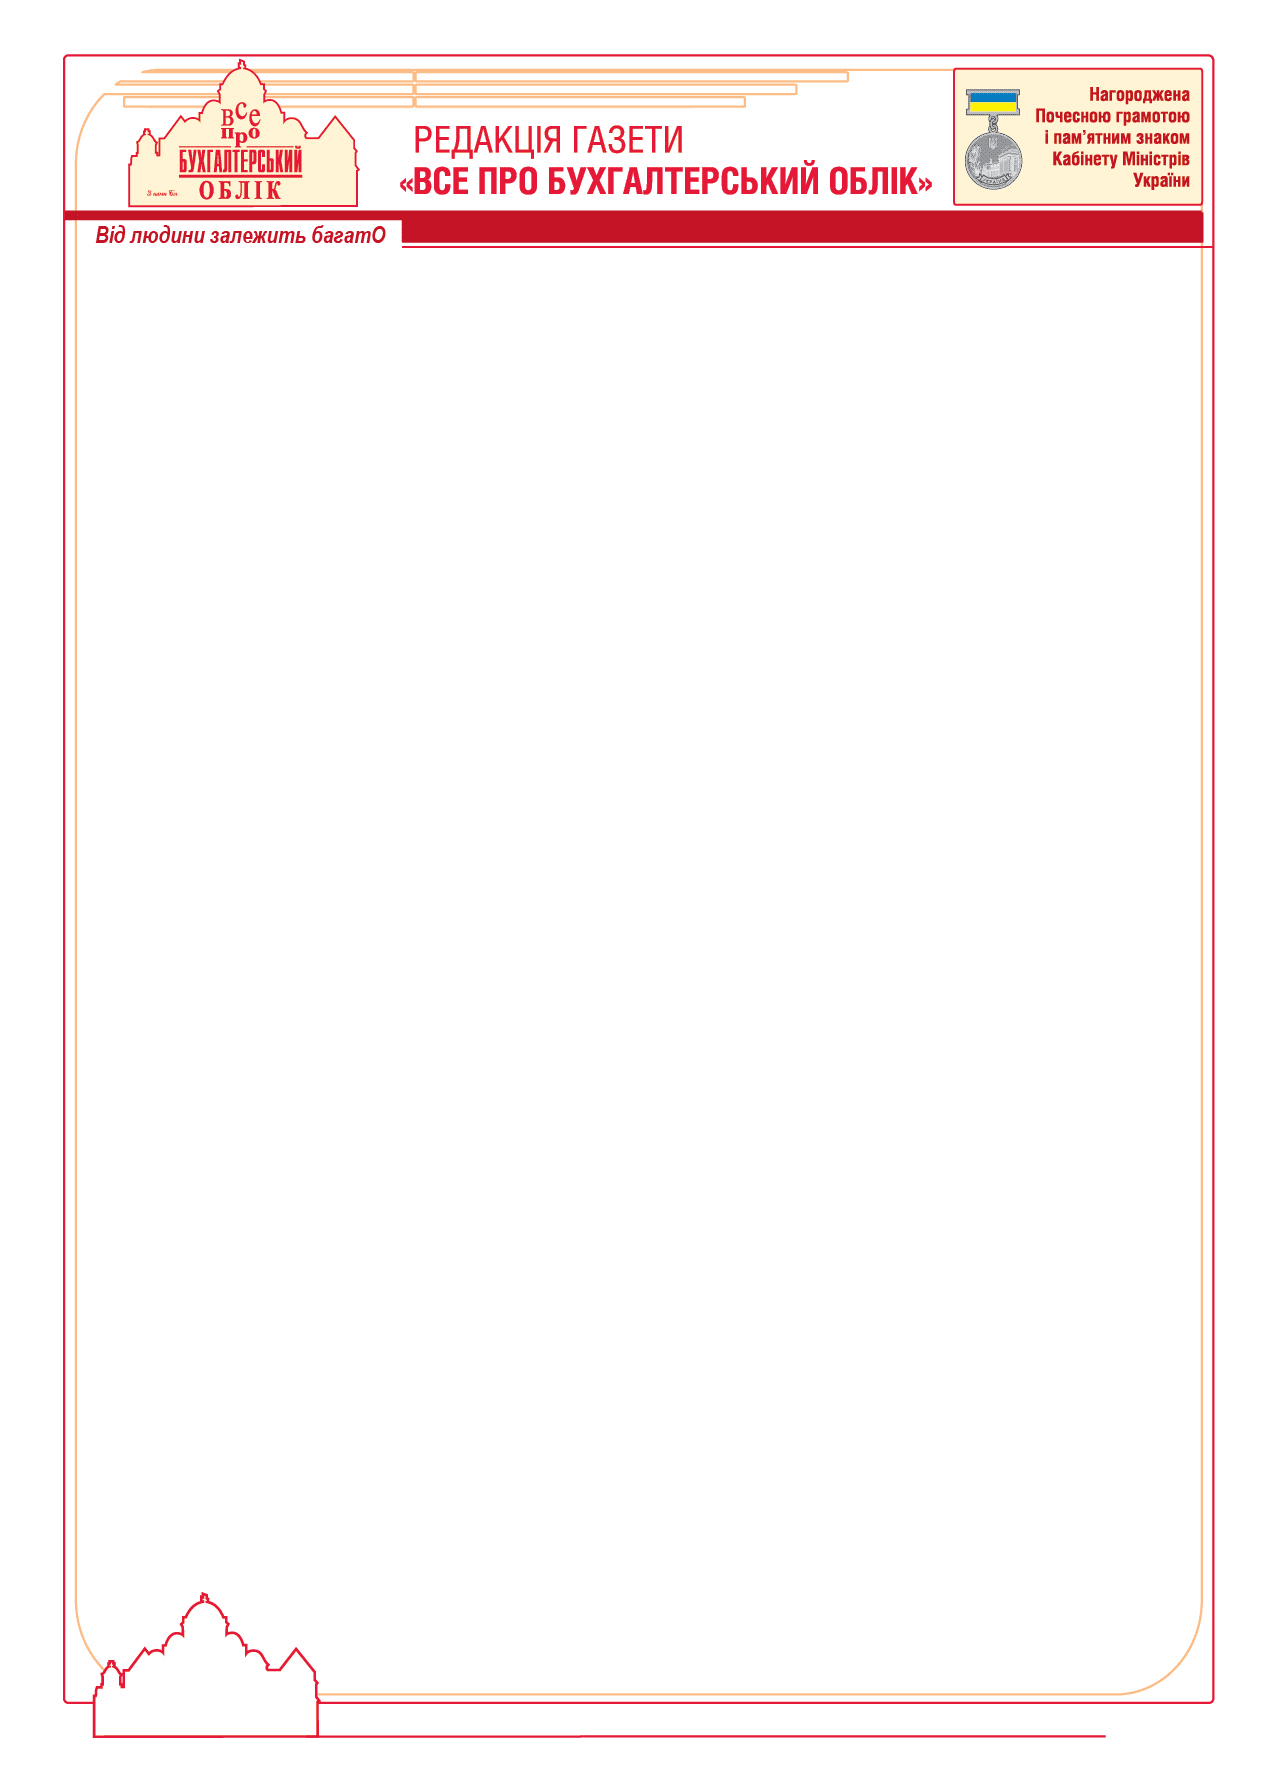 Все
про
БУХГАЛТЕРСЬКИЙ
ОБЛІК
РЕДАКЦІЯ ГАЗЕТИ
«ВСЕ ПРО БУХГАЛТЕРСЬКИЙ ОБЛІК»
Нагороджена
Почесною грамотою
і пам’ятним знаком
Кабінету Міністрів
України
Від людини залежить багатО